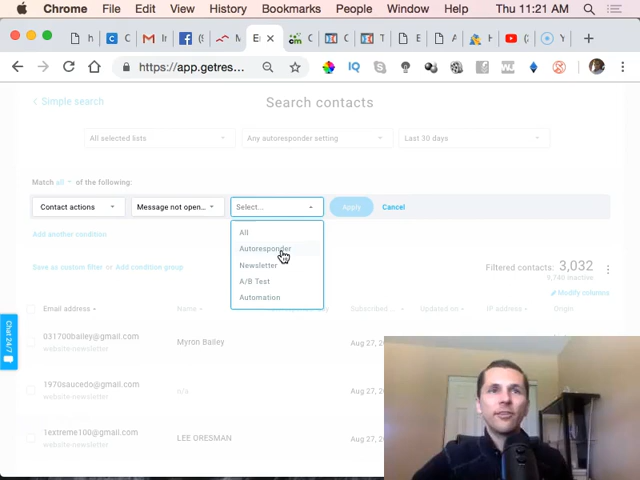 Chrome File Edit View History Bookmarks People Window Help Thu 11:21 AM
https://app.getres...
Simple search
Search contacts
All selected lists
Any autoresponder setting
Last 30 days
Match all of the following:
Contact actions
Message not open...
Select...
Apply
Cancel
All
Autoresponder
Newsletter
A/B Test
Automation
Add another condition
Save as custom filter or Add condition group
Filtered contacts: 3,032
9,740 inactive
Modify columns
Email address
Name
Subscribed ...
Updated on
IP address
Origin
031700bailey@gmail.com
website-newsletter
Myron Bailey
Aug 27, 
1970saucedo@gmail.com
website-newsletter
n/a
Aug 27, 
1extreme100@gmail.com
website-newsletter
LEE ORESMAN
Aug 27, 
Chat 24/7